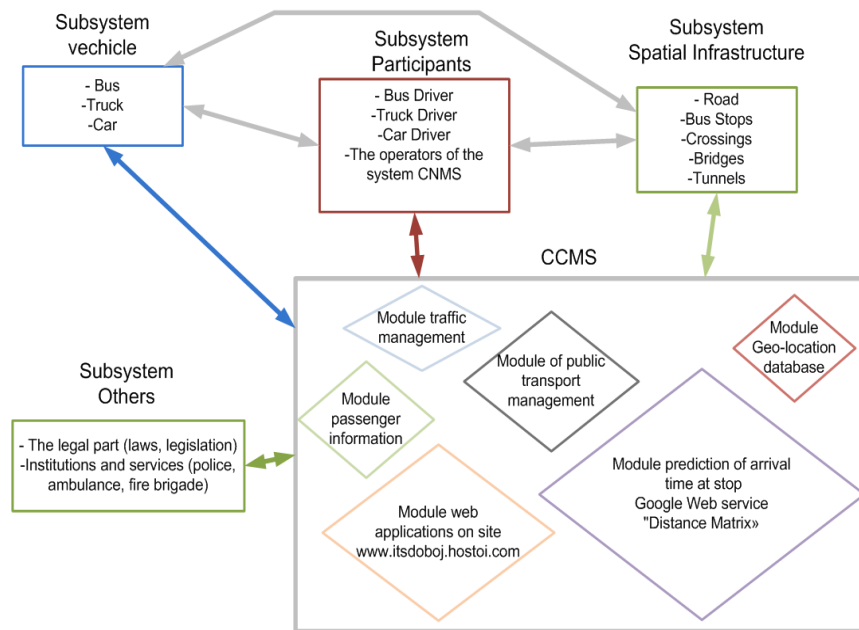 Subsystem
vechicle
- Bus
-Truck
-Car
Subsystem
Participants
- Bus Driver
-Truck Driver
-Car Driver
-The operators of the
system CNMS
Subsystem
Spatial Infrastructure
- Road
-Bus Stops
-Crossings
-Bridges
-Tunnels
CCMS
Module traffic
management
Module of public
transport
management
Module
Geo-location
database
Subsystem
Others
- The legal part (laws, legislation)
-Institutions and services (police,
ambulance, fire brigade)
Module
passenger
information
Module web
applications on site
www.itsdoboj.hostoi.com
Module prediction of arrival
time at stop
Google Web service
"Distance Matrix»